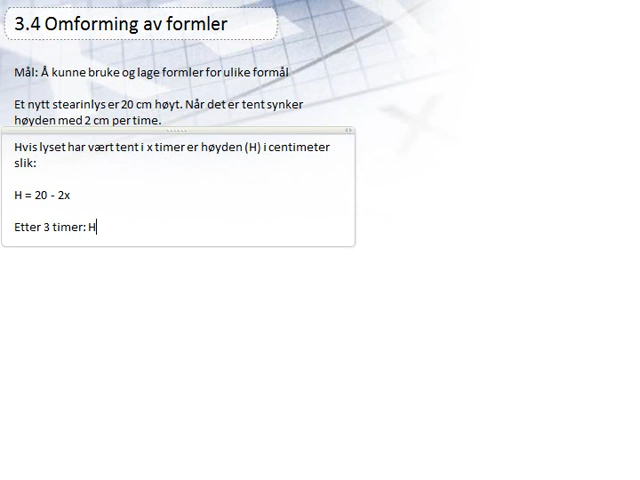 3.4 Omforming av formler
Mål: Å kunne bruke og lage formler for ulike formål
Et nytt stearinlys er 20 cm høyt. Når det er tent synker
høyden med 2 cm per time.
Hvis lyset har vært tent i x timer er høyden (H) i centimeter
slik:
H = 20 - 2x
Etter 3 timer: H